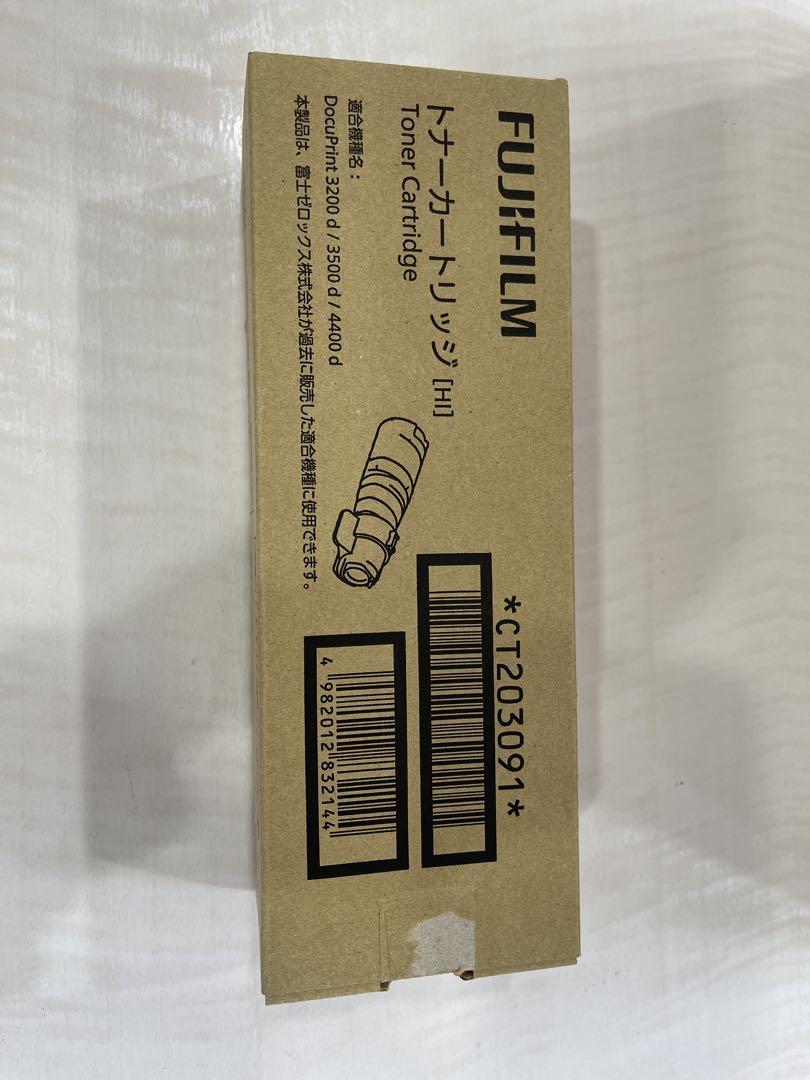 FUJIFILM
トナーカートリッジ [HI]
Toner Cartridge
適合機種名：
DocuPrint 3200 d / 3500 d / 4400 d
本製品は、富士ゼロックス株式会社が過去に販売した適合機種に使用できます。
*CT203091*
4 982012 832144